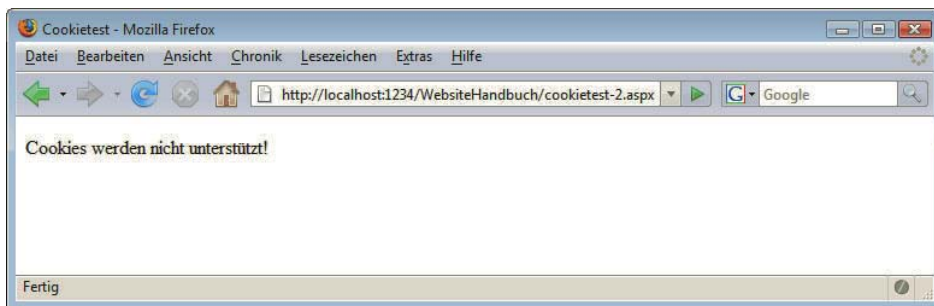 Cookietest - Mozilla Firefox
Datei Bearbeiten Ansicht Chronik Lesezeichen Extras Hilfe
http://localhost:1234/WebsiteHandbuch/cookietest-2.aspx G Google
Cookies werden nicht unterstützt!
Fertig